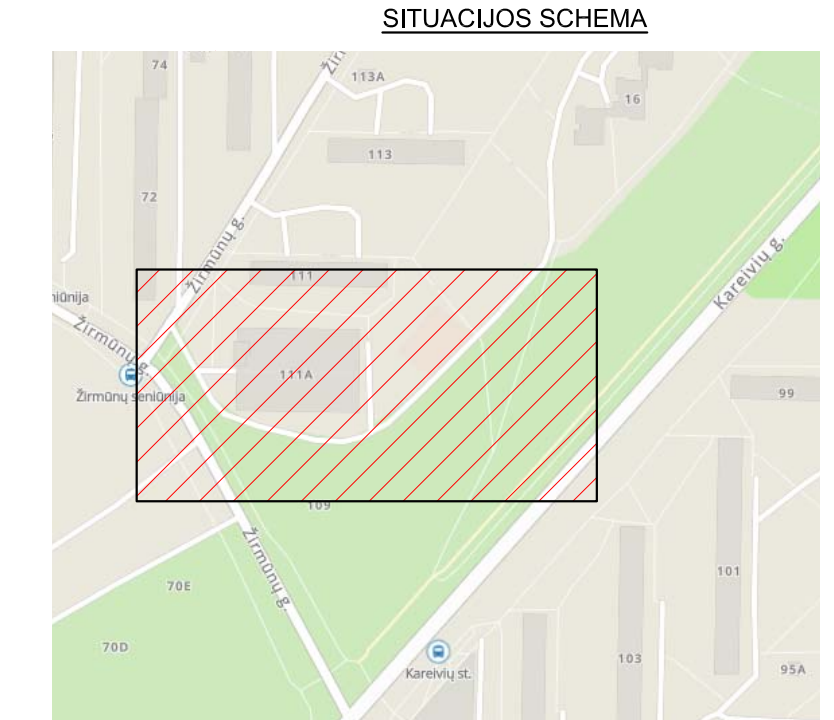 SITUACIJOS SCHEMA
74
113A
16
113
72
Žirmūnų g.
Kareivių g.
111
Žirmūnų g.
111A
Žirmūnų seniūnija
99
109
Žirmūnų g.
101
70E
70D
103
Kareivių st.
95A